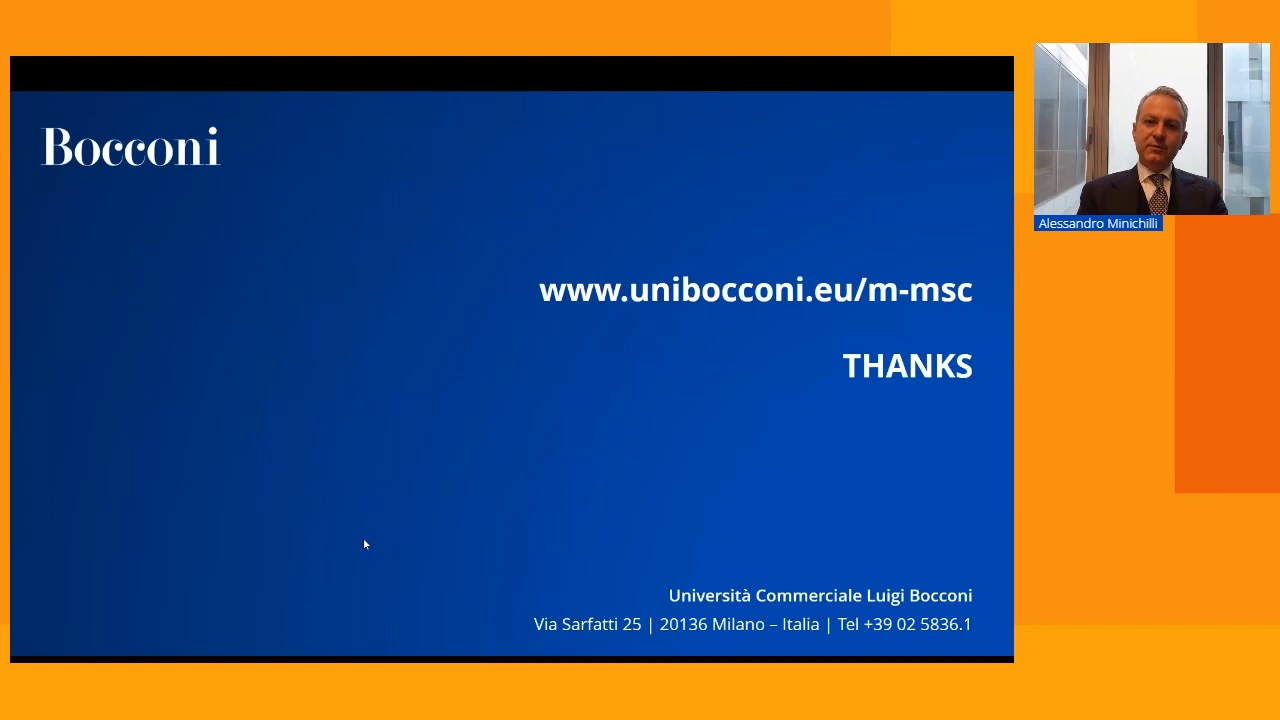 Bocconi
www.unibocconi.eu/m-msc
THANKS
Università Commerciale Luigi Bocconi
Via Sarfatti 25 | 20136 Milano – Italia | Tel +39 02 5836.1
Alessandro Minichilli